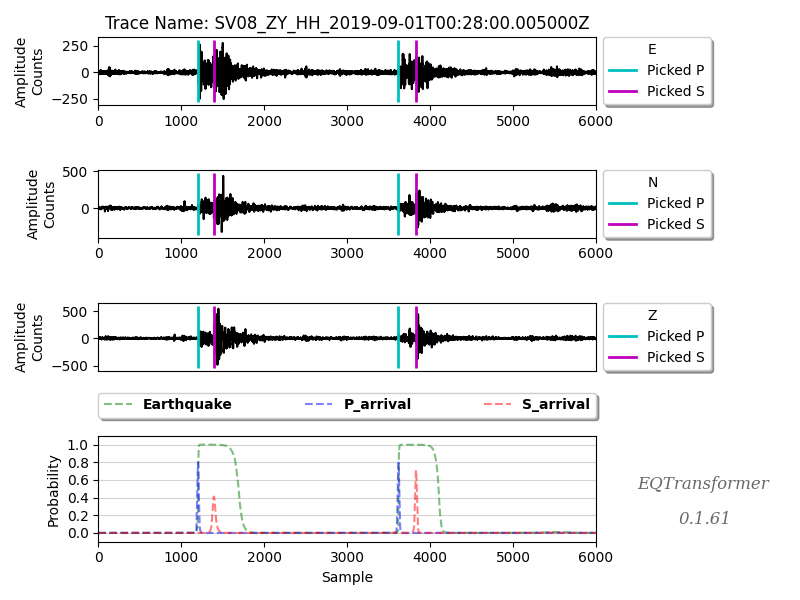 Trace Name: SV08_ZY_HH_2019-09-01T00:28:00.005000Z
Amplitude
Counts
250
0
−250
0 1000 2000 3000 4000 5000 6000
E
Picked P
Picked S
Amplitude
Counts
500
0
0 1000 2000 3000 4000 5000 6000
N
Picked P
Picked S
Amplitude
Counts
500
0
−500
0 1000 2000 3000 4000 5000 6000
Z
Picked P
Picked S
Earthquake P_arrival S_arrival
Probability
1.0
0.8
0.6
0.4
0.2
0.0
0 1000 2000 3000 4000 5000 6000
Sample
EQTransformer
0.1.61